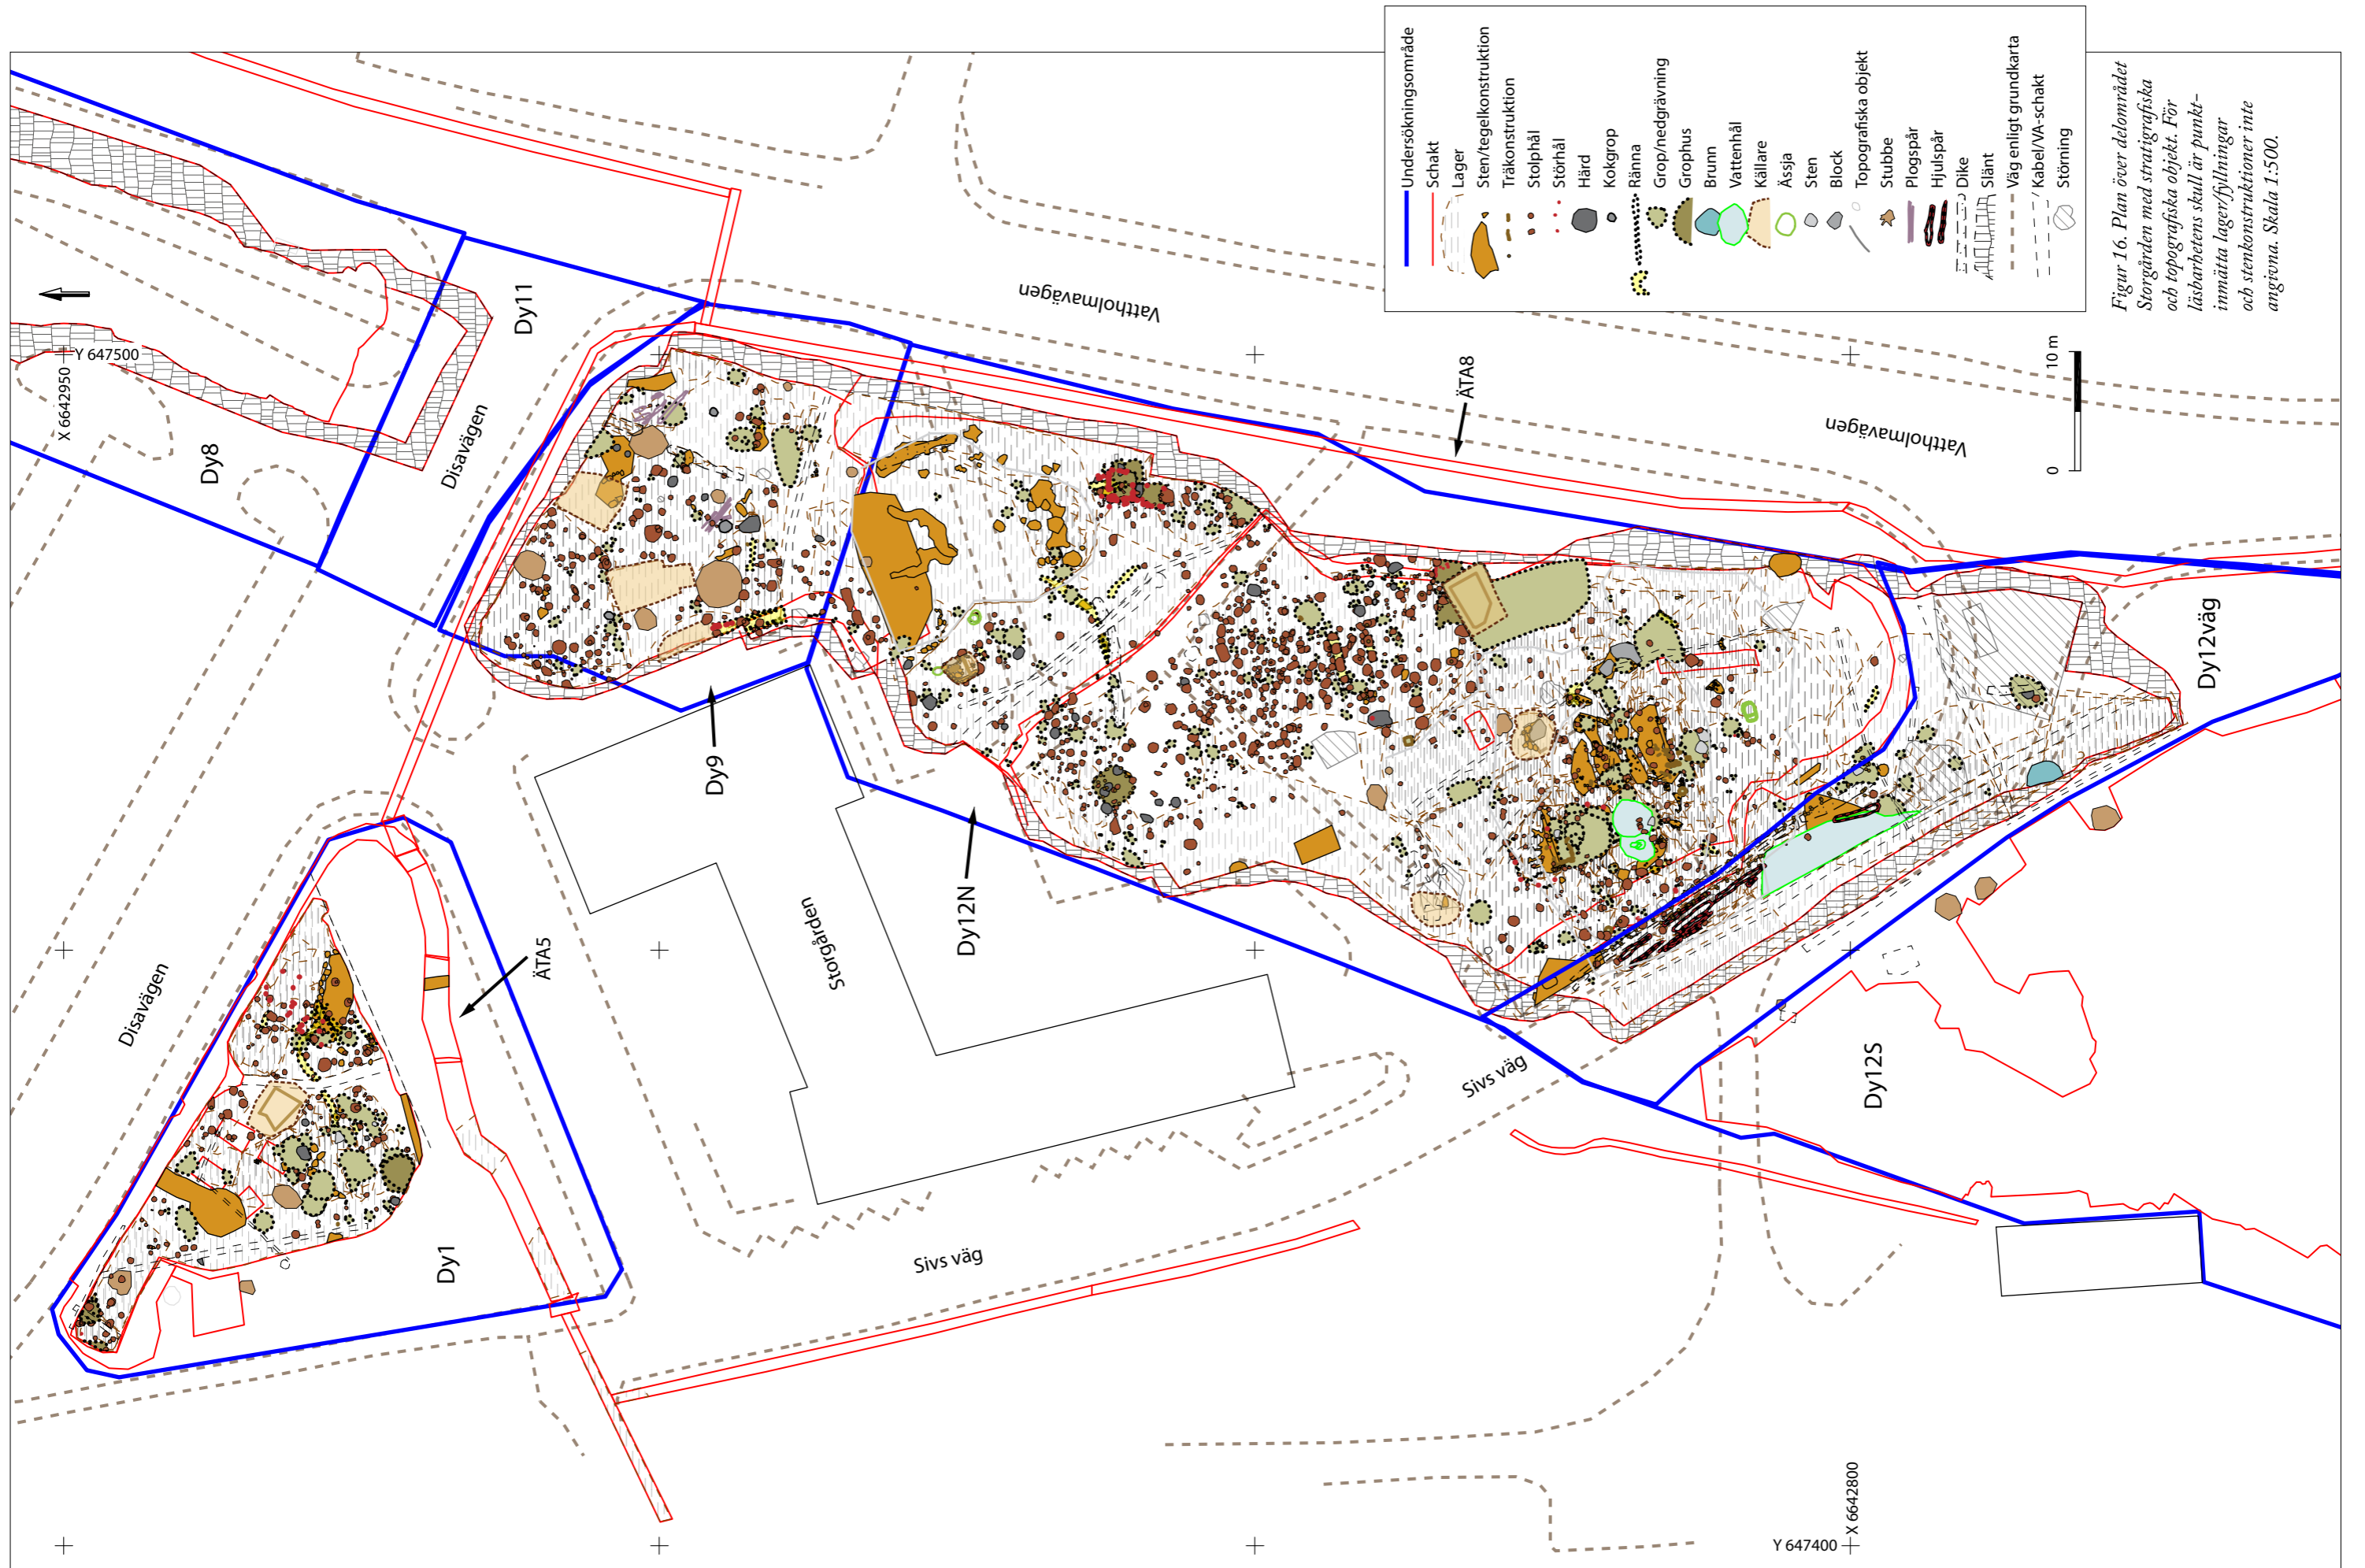 Undersökningsområde
Schakt
Lager
Sten/tegelkonstruktion
Träkonstruktion
Stolphål
Störhål
Härd
Kokgrop
Ränna
Grop/nedgrävning
Grophus
Brunn
Vattenhål
Källare
Ässja
Sten
Block
Topografiska objekt
Stubbe
Plogspår
Hjulspår
Dike
Slänt
Väg enligt grundkarta
Kabel/VA-schakt
Störning
Figur 16. Plan över delområdet
Storgården med stratigrafiska
och topografiska objekt. För
läsbarhetens skull är punkt-
inmätta lager/fyllningar
och stenkonstruktioner inte
angivna. Skala 1:500.
0 10 m
X 6642950
Y 647500
Dy8
Dy11
Disavägen
Vattholmavägen
ÄTA8
Vattholmavägen
Dy9
Dy12N
Dy12väg
Storgården
Disavägen
ÄTA5
Dy1
Sivs väg
Sivs väg
Dy12S
Y 647400
X 6642800